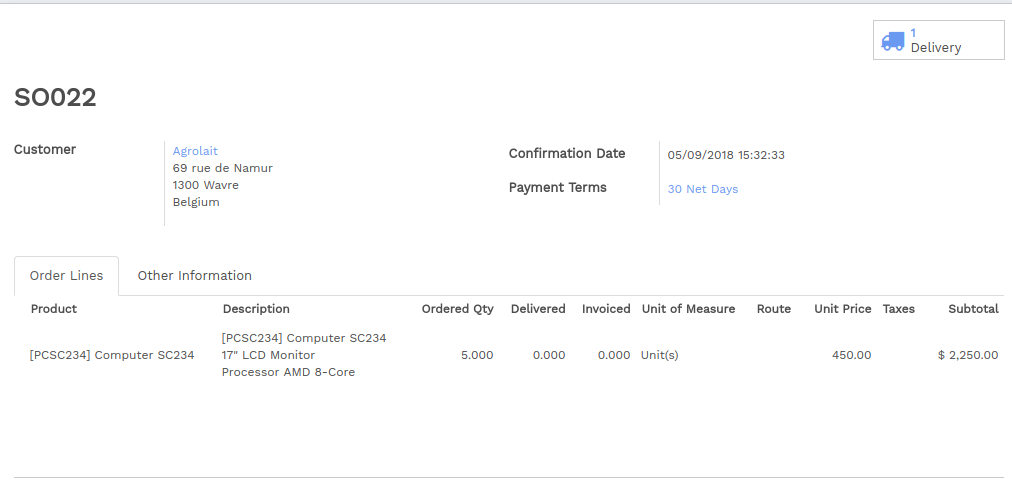 1
Delivery
SO022
Customer
Agrolait
69 rue de Namur
1300 Wavre
Belgium
Confirmation Date 05/09/2018 15:32:33
Payment Terms 30 Net Days
Order Lines Other Information
Product Description Ordered Qty Delivered Invoiced Unit of Measure Route Unit Price Taxes Subtotal
[PCSC234] Computer SC234
[PCSC234] Computer SC234
17" LCD Monitor
Processor AMD 8-Core
5.000 0.000 0.000 Unit(s) 450.00 $ 2,250.00